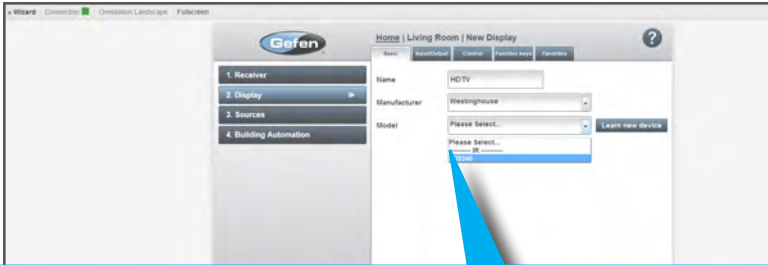 Wizard Connection Orientation Landscape Fullscreen
Gefen
Home | Living Room | New Display
?
Basic Input/Output Control Function keys Favorites
1. Receiver
2. Display
3. Sources
4. Building Automation
Name HDTV
Manufacturer Westinghouse
Model Please Select... Learn new device
Please Select...
-------- IR --------